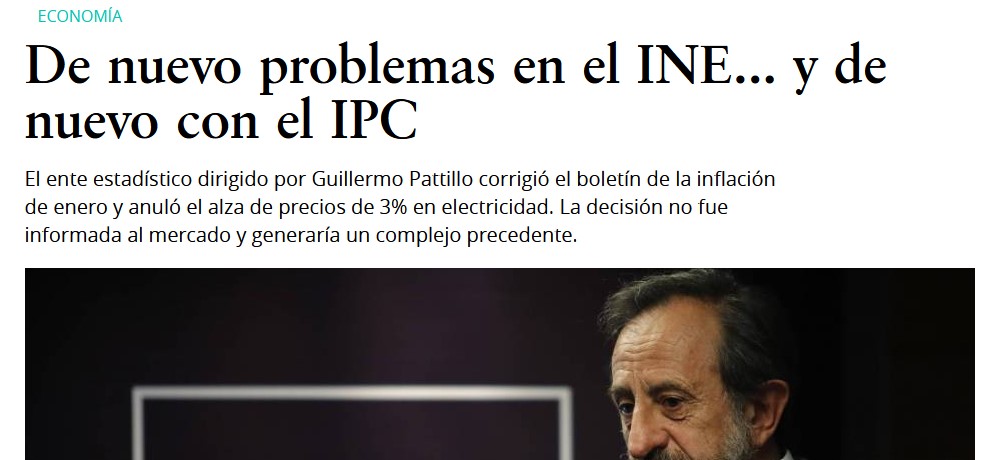 ECONOMÍA
De nuevo problemas en el INE... y de
nuevo con el IPC
El ente estadístico dirigido por Guillermo Pattillo corrigió el boletín de la inflación
de enero y anuló el alza de precios de 3% en electricidad. La decisión no fue
informada al mercado y generaría un complejo precedente.